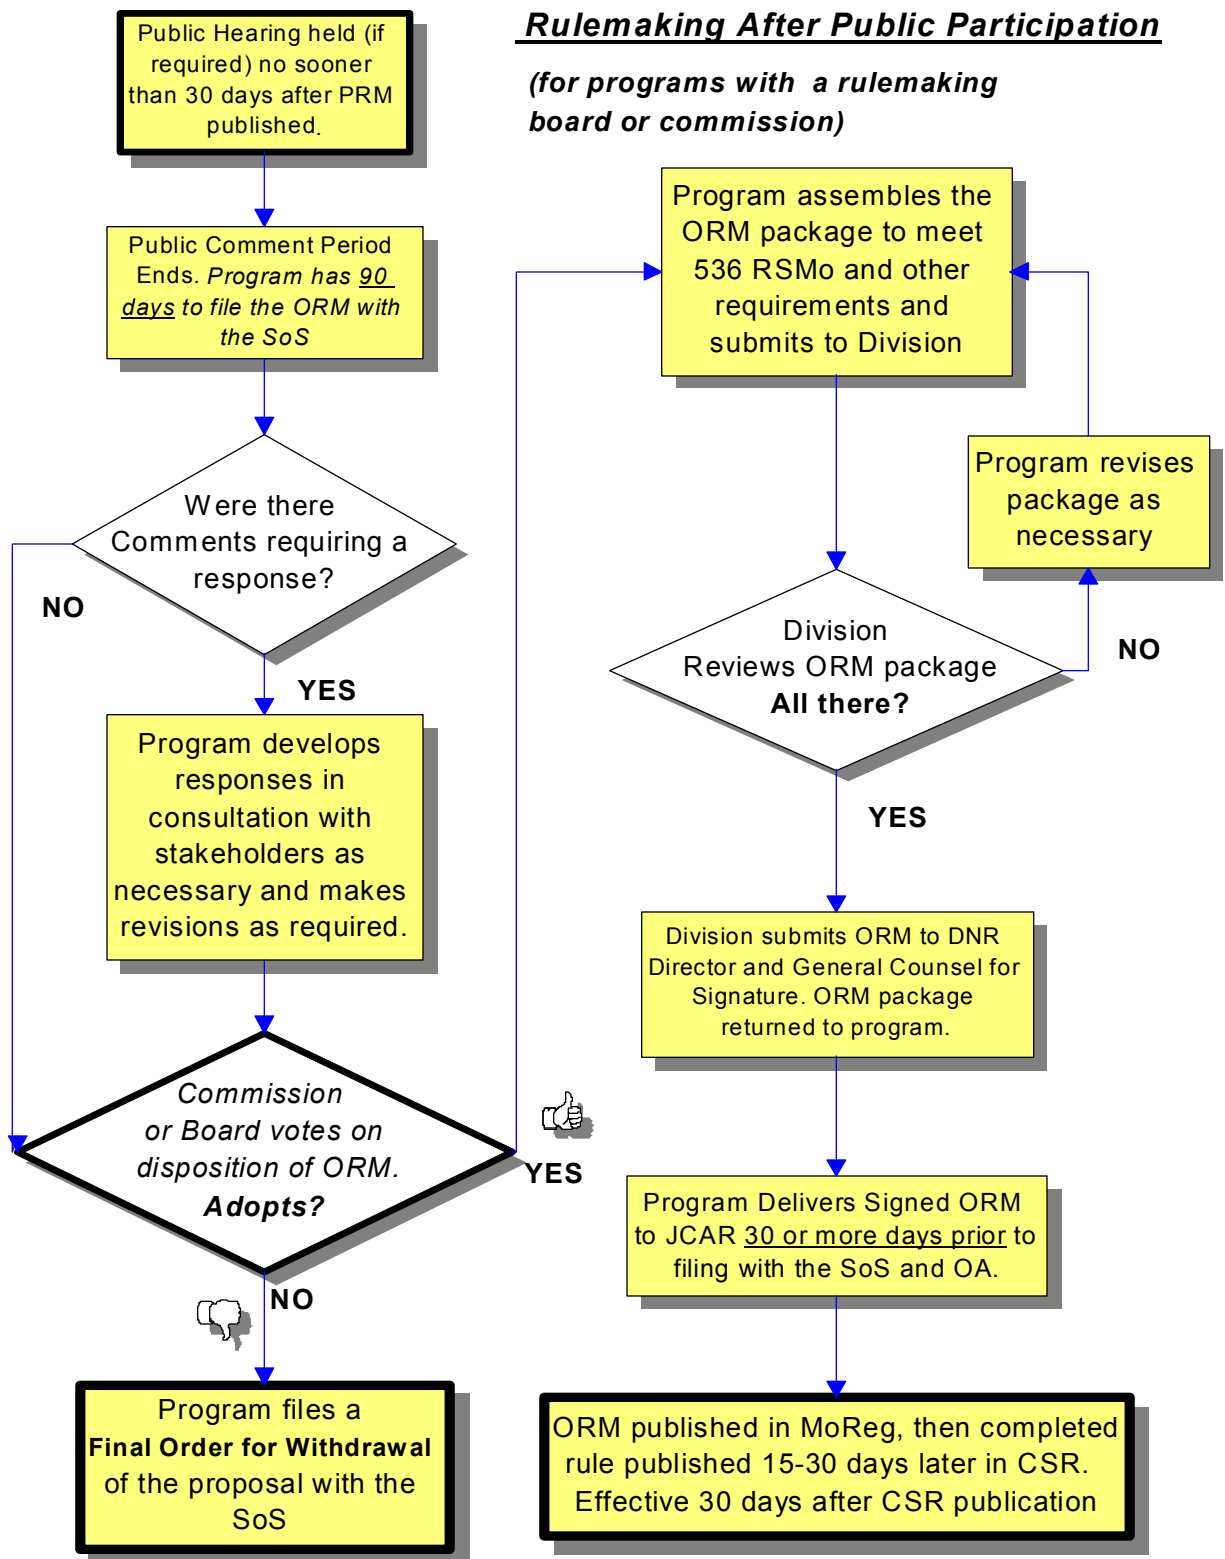 Rulemaking After Public Participation
(for programs with a rulemaking
board or commission)
Public Hearing held (if
required) no sooner
than 30 days after PRM
published.
Public Comment Period
Ends. Program has 90
days to file the ORM with
the SoS
Were there
Comments requiring a
response?
NO
YES
Program develops
responses in
consultation with
stakeholders as
necessary and makes
revisions as required.
Commission
or Board votes on
disposition of ORM.
Adopts?
YES
NO
Program files a
Final Order for Withdrawal
of the proposal with the
SoS
Program assembles the
ORM package to meet
536 RSMo and other
requirements and
submits to Division
Program revises
package as
necessary
Division
Reviews ORM package
All there?
NO
YES
Division submits ORM to DNR
Director and General Counsel for
Signature. ORM package
returned to program.
Program Delivers Signed ORM
to JCAR 30 or more days prior to
filing with the SoS and OA.
ORM published in MoReg, then completed
rule published 15-30 days later in CSR.
Effective 30 days after CSR publication